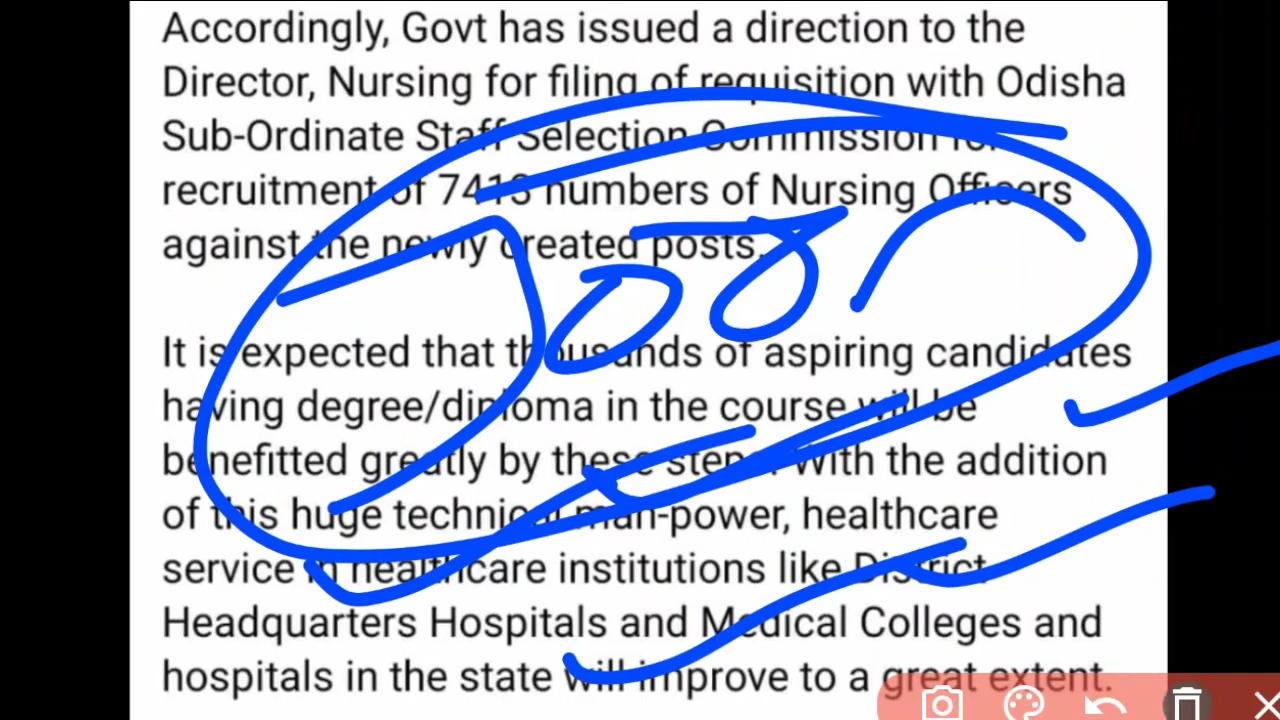 Accordingly, Govt has issued a direction to the
Director, Nursing for filing of requisition with Odisha
Sub-Ordinate Staff Selection Commission for
recruitment of 7413 numbers of Nursing Officers
against the newly created posts.
It is expected that thousands of aspiring candidates
having degree/diploma in the course will be
benefitted greatly by these steps. With the addition
of this huge technical man-power, healthcare
service in healthcare institutions like District
Headquarters Hospitals and Medical Colleges and
hospitals in the state will improve to a great extent.